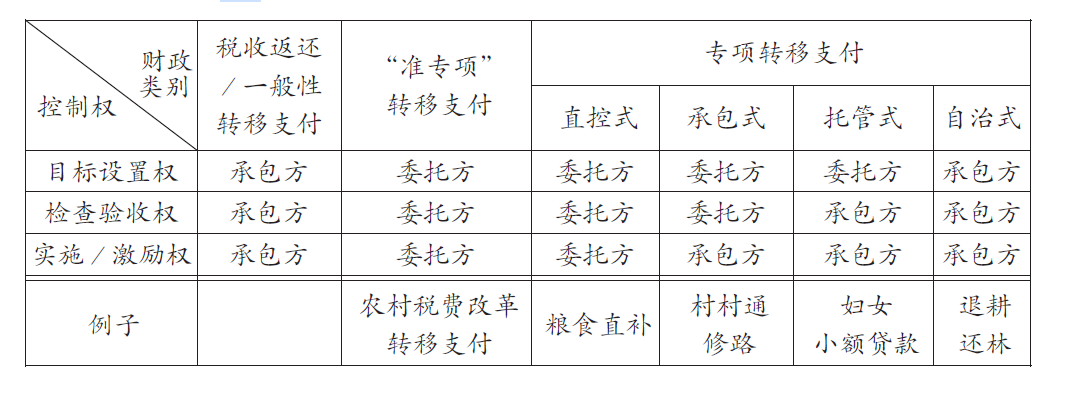 财政
类别
控制权
税收返还
/一般性
转移支付
“准专项”
转移支付
专项转移支付
直控式 承包式 托管式 自治式
目标设置权 承包方 委托方 委托方 委托方 委托方 承包方
检查验收权 承包方 委托方 委托方 委托方 承包方 承包方
实施/激励权 承包方 委托方 委托方 承包方 承包方 承包方
例子
农村税费改革
转移支付
粮食直补
村村通
修路
妇女
小额贷款
退耕
还林